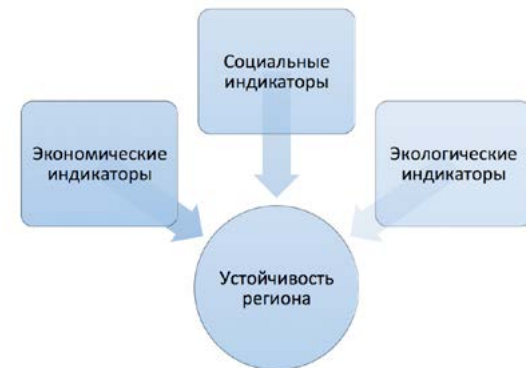 Социальные
индикаторы
Экономические
индикаторы
Экологические
индикаторы
Устойчивость
региона